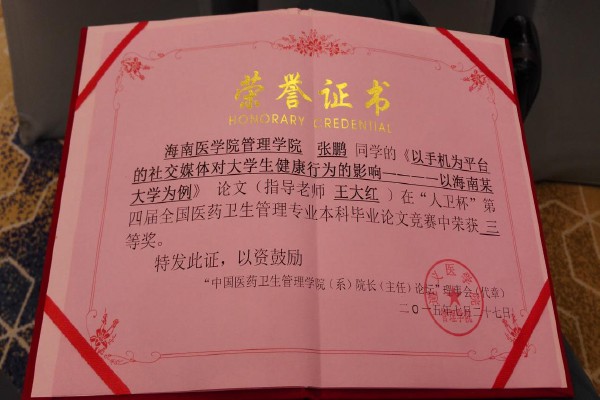 荣誉证书
HONORARY CREDENTIAL
海南医学院管理学院 张鹏 同学的《以手机为平台
的社交媒体对大学生健康行为的影响————以海南某
大学为例》 论文（指导老师 王大红 ）在“人卫杯”第
四届全国医药卫生管理专业本科毕业论文竞赛中荣获 三
等奖。
特发此证，以资鼓励
“中国医药卫生管理学院（系）院长（主任）论坛”理事会（代章）
二〇一五年七月二十七日
管理学院